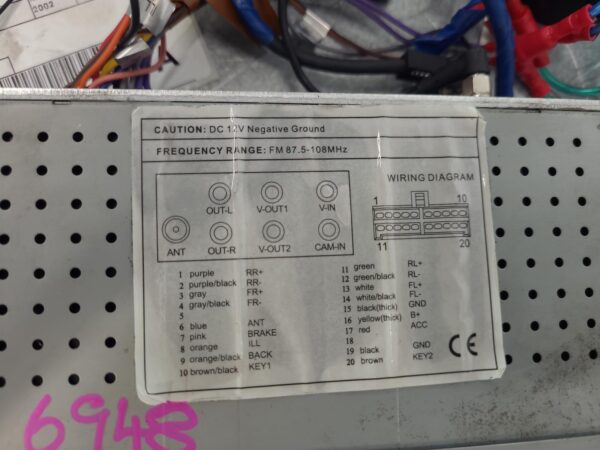 2002
CAUTION: DC 12V Negative Ground
FREQUENCY RANGE: FM 87.5-108MHz
WIRING DIAGRAM
OUT-L V-OUT1 V-IN
ANT OUT-R V-OUT2 CAM-IN
1 10
11 20
1 purple RR+
2 purple/black RR-
3 gray FR+
4 gray/black FR-
5
6 blue ANT
7 pink BRAKE
8 orange ILL
9 orange/black BACK
10 brown/black KEY1
11 green RL+
12 green/black RL-
13 white FL+
14 white/black FL-
15 black(thick) GND
16 yellow(thick) B+
17 red ACC
18
19 black GND
20 brown KEY2
CE
6948